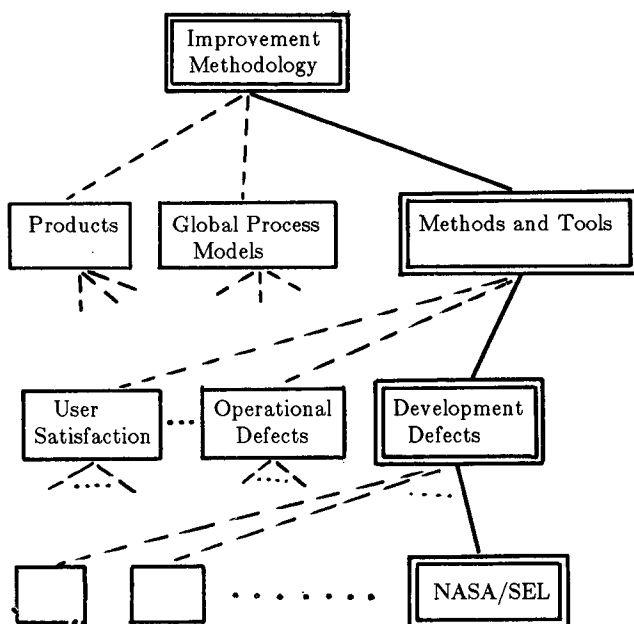 Improvement
Methodology
Products
Global Process
Models
Methods and Tools
User
Satisfaction
Operational
Defects
Development
Defects
NASA/SEL